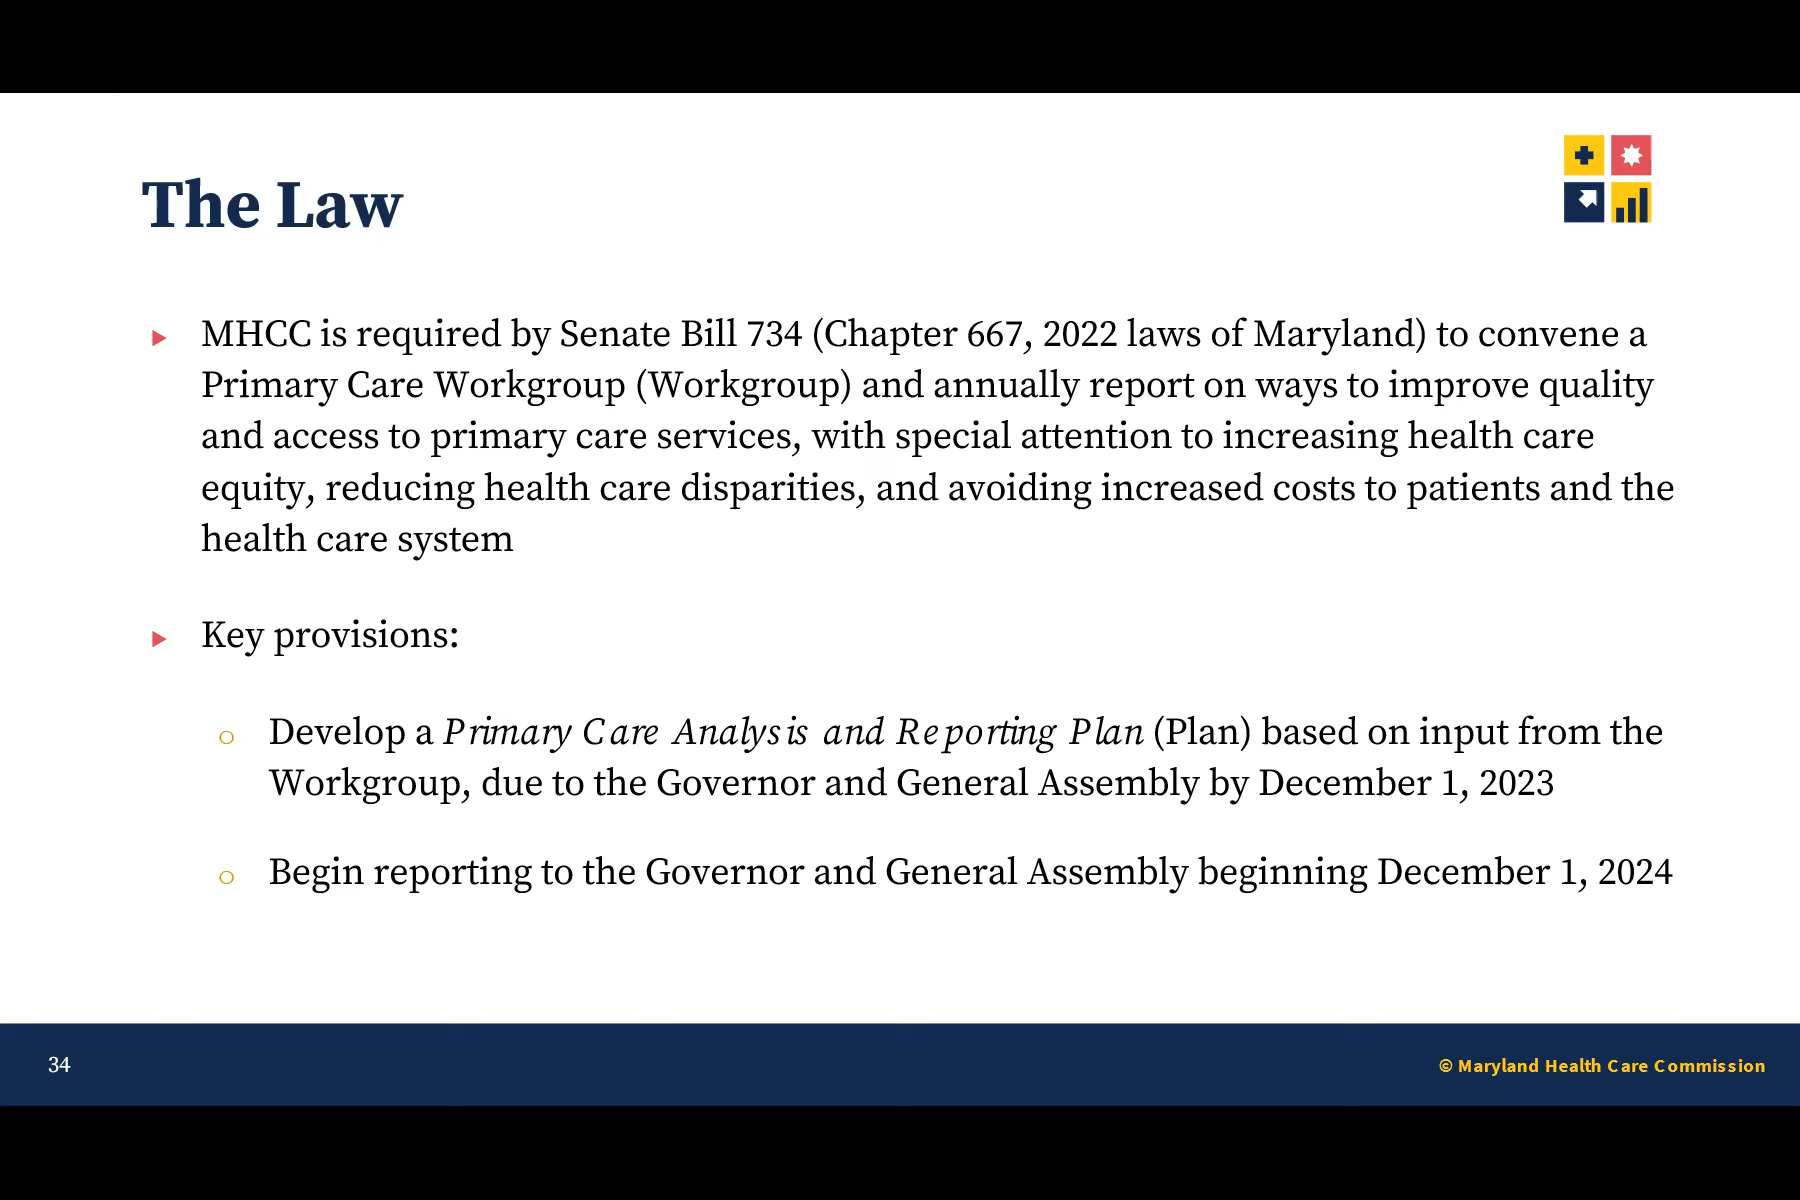 The Law
MHCC is required by Senate Bill 734 (Chapter 667, 2022 laws of Maryland) to convene a
Primary Care Workgroup (Workgroup) and annually report on ways to improve quality
and access to primary care services, with special attention to increasing health care
equity, reducing health care disparities, and avoiding increased costs to patients and the
health care system
Key provisions:
Develop a Primary Care Analysis and Reporting Plan (Plan) based on input from the
Workgroup, due to the Governor and General Assembly by December 1, 2023
Begin reporting to the Governor and General Assembly beginning December 1, 2024
34
© Maryland Health Care Commission